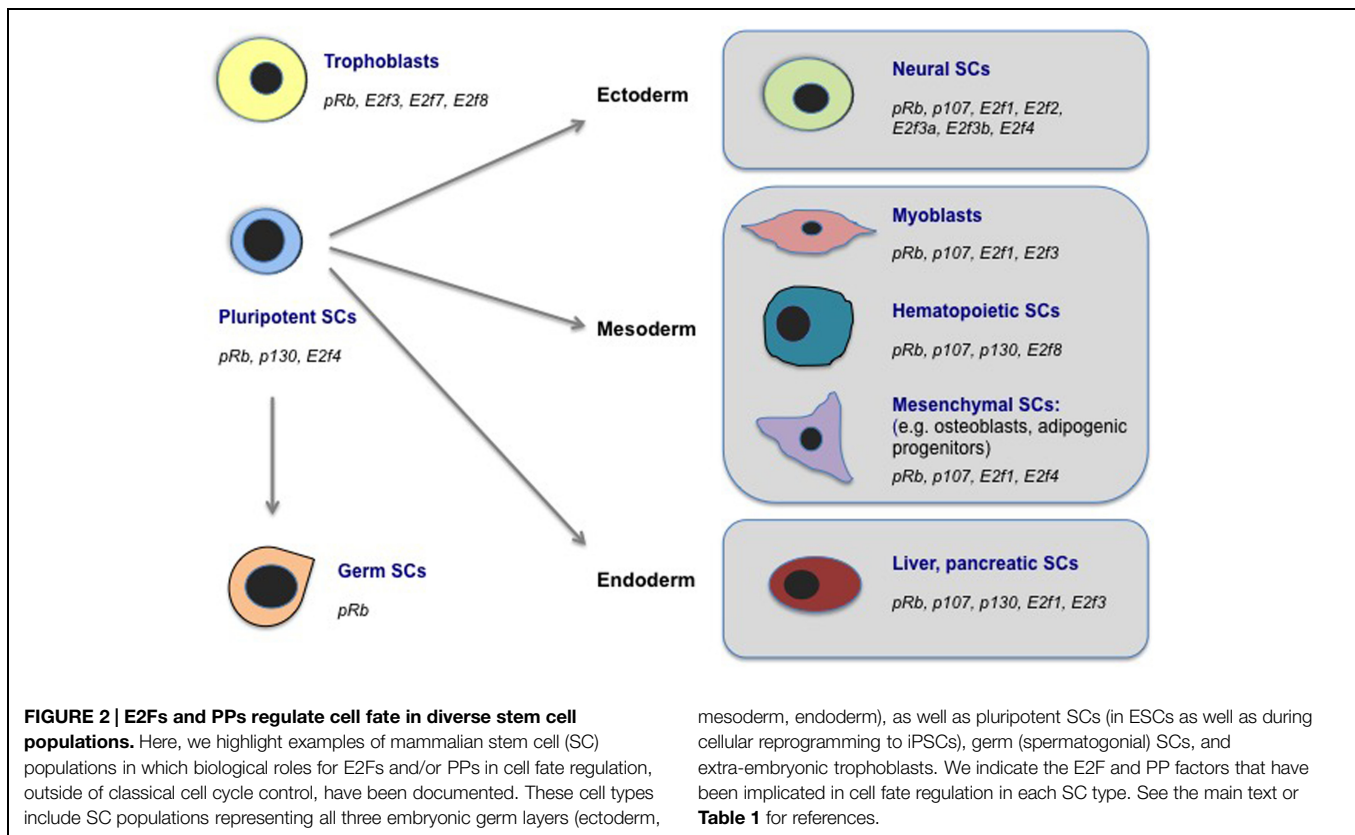 Trophoblasts
pRb, E2f3, E2f7, E2f8
Pluripotent SCs
pRb, p130, E2f4
Germ SCs
pRb
Ectoderm
Neural SCs
pRb, p107, E2f1, E2f2,
E2f3a, E2f3b, E2f4
Mesoderm
Myoblasts
pRb, p107, E2f1, E2f3
Hematopoietic SCs
pRb, p107, p130, E2f8
Mesenchymal SCs:
(e.g. osteoblasts, adipogenic
progenitors)
pRb, p107, E2f1, E2f4
Endoderm
Liver, pancreatic SCs
pRb, p107, p130, E2f1, E2f3
FIGURE 2 | E2Fs and PPs regulate cell fate in diverse stem cell
populations. Here, we highlight examples of mammalian stem cell (SC)
populations in which biological roles for E2Fs and/or PPs in cell fate regulation,
outside of classical cell cycle control, have been documented. These cell types
include SC populations representing all three embryonic germ layers (ectoderm,
mesoderm, endoderm), as well as pluripotent SCs (in ESCs as well as during
cellular reprogramming to iPSCs), germ (spermatogonial) SCs, and
extra-embryonic trophoblasts. We indicate the E2F and PP factors that have
been implicated in cell fate regulation in each SC type. See the main text or
Table 1 for references.